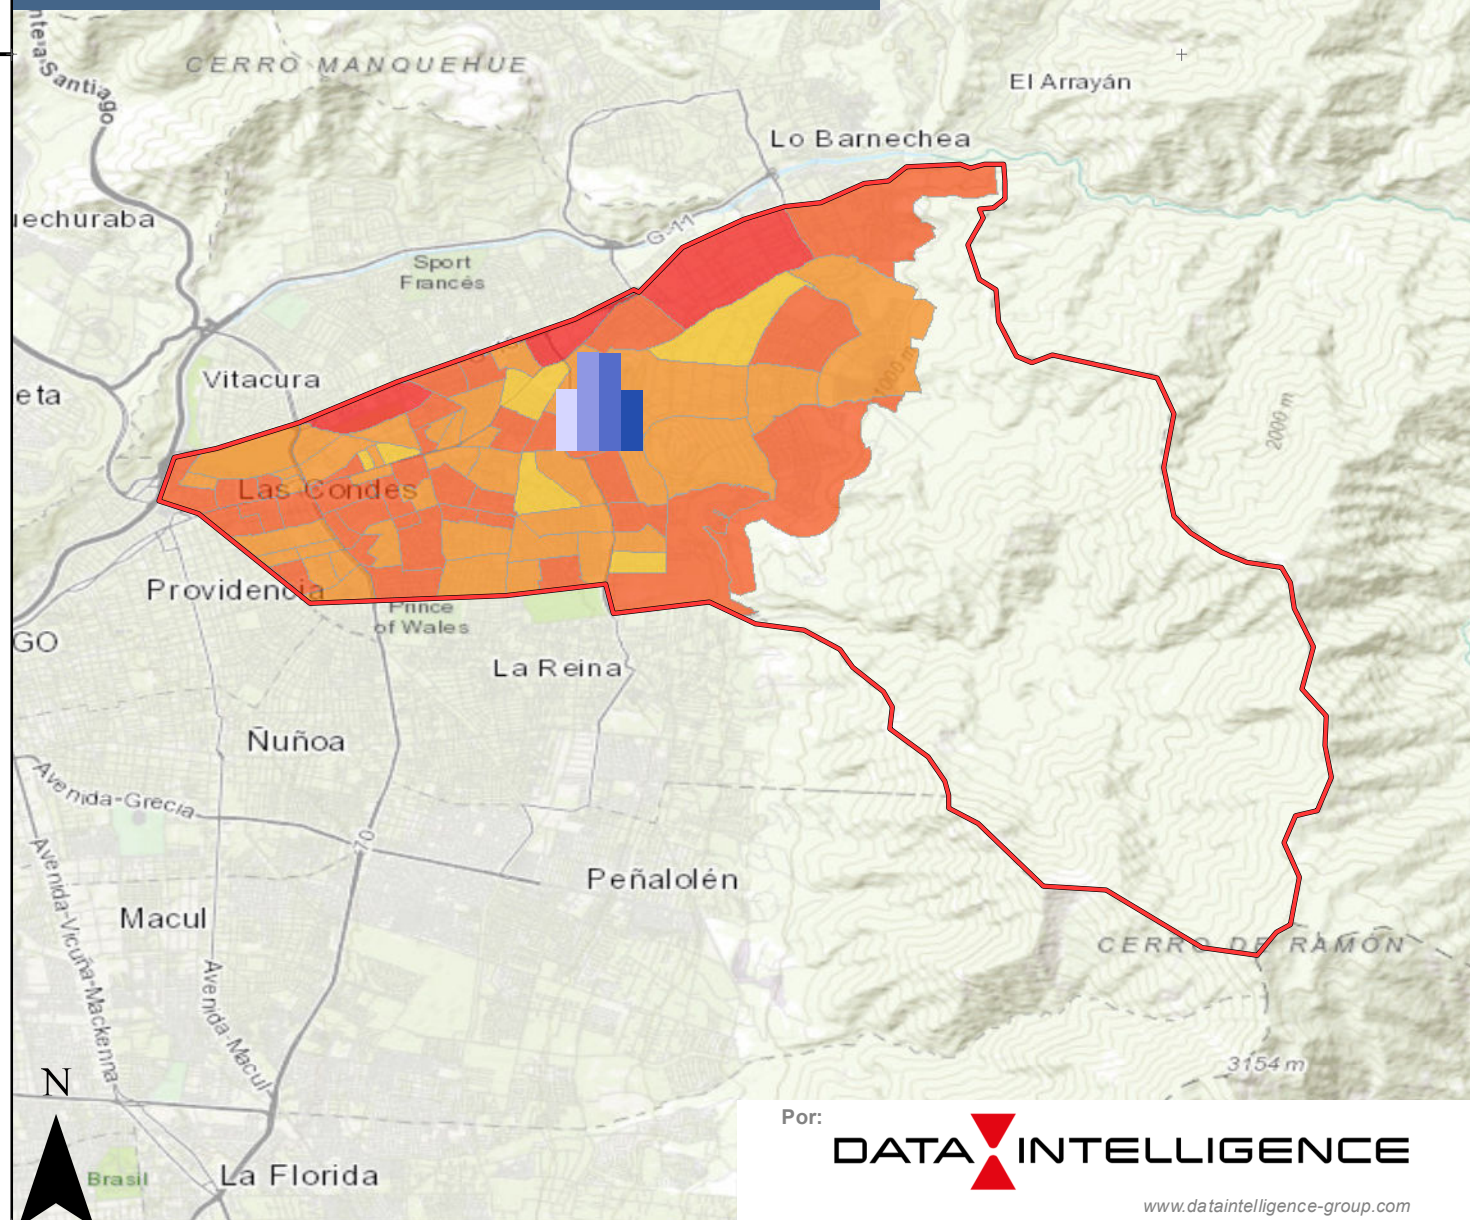 Santiago
CERRO MANQUEHUE
El Arrayán
Lo Barnechea
uechuraba
G-11
Sport
Francés
Vitacura
eta
1000 m
2000 m
Las Condes
Providencia
Prince
of Wales
GO
La Reina
Ñuñoa
Avenida-Grecia
70
Peñalolén
Avenida-Vicuña-Mackenna
Macul
Avenida-Macul
CERRO DE RAMÓN
3154 m
N
Por:
DATA INTELLIGENCE
Brasil
La Florida
www.dataintelligence-group.com